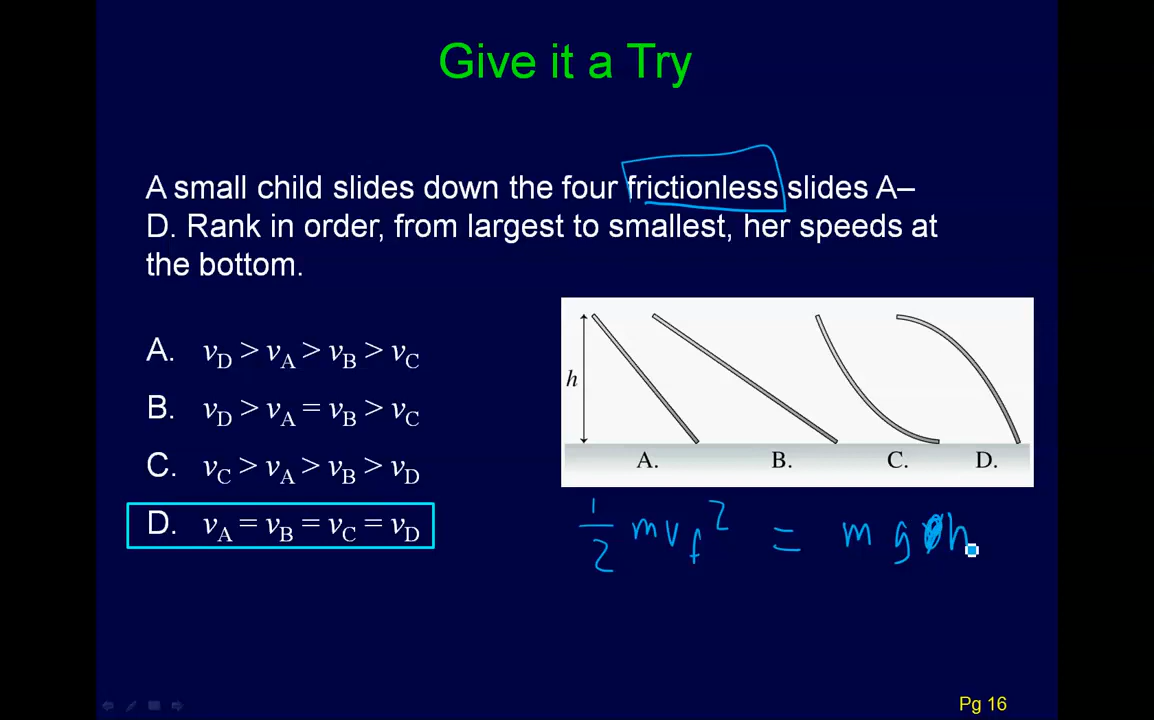 Give it a Try
A small child slides down the four frictionless slides A–
D. Rank in order, from largest to smallest, her speeds at
the bottom.
A. vD > vA > vB > vC
B. vD > vA = vB > vC
C. vC > vA > vB > vD
D. vA = vB = vC = vD
h
A. B. C. D.
1/2 mvf² = mgh
Pg 16